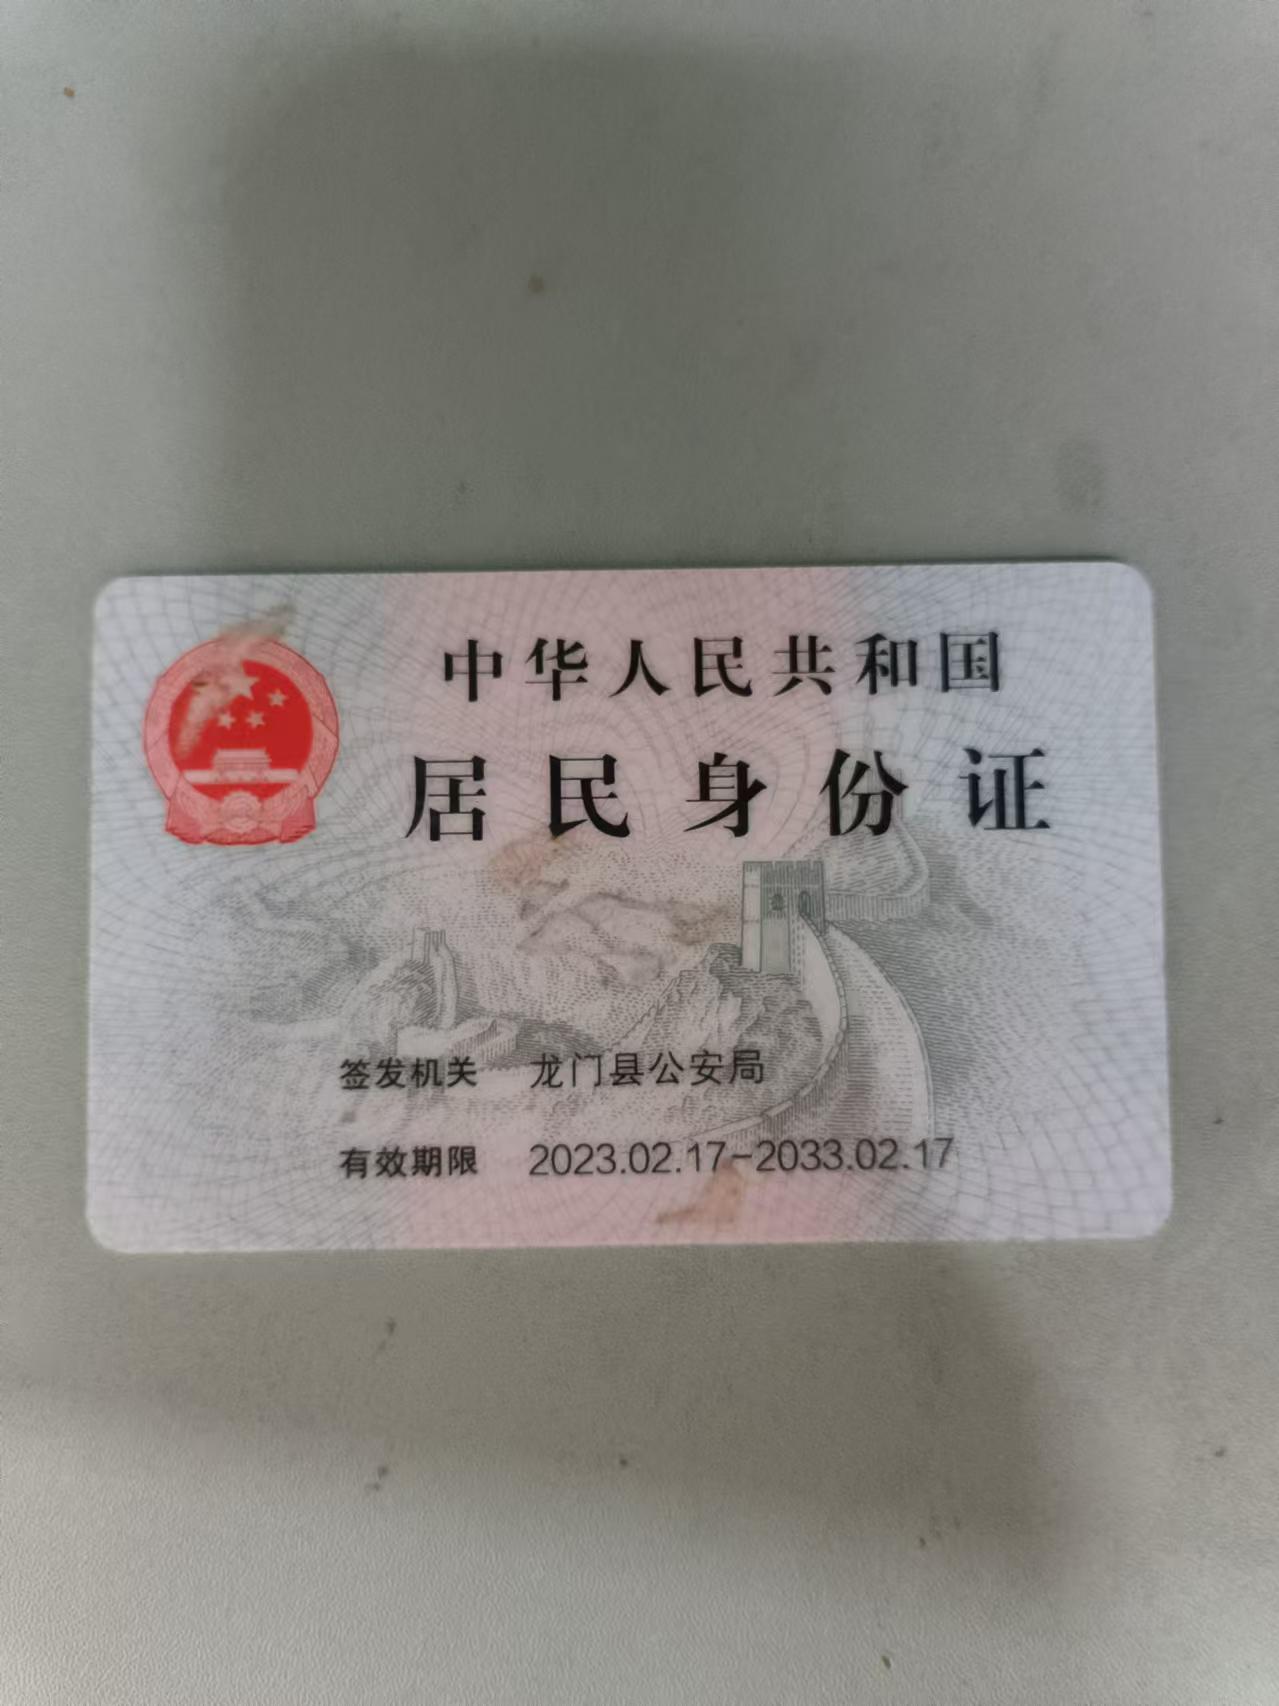 中华人民共和国
居民身份证
签发机关 龙门县公安局
有效期限 2023.02.17-2033.02.17